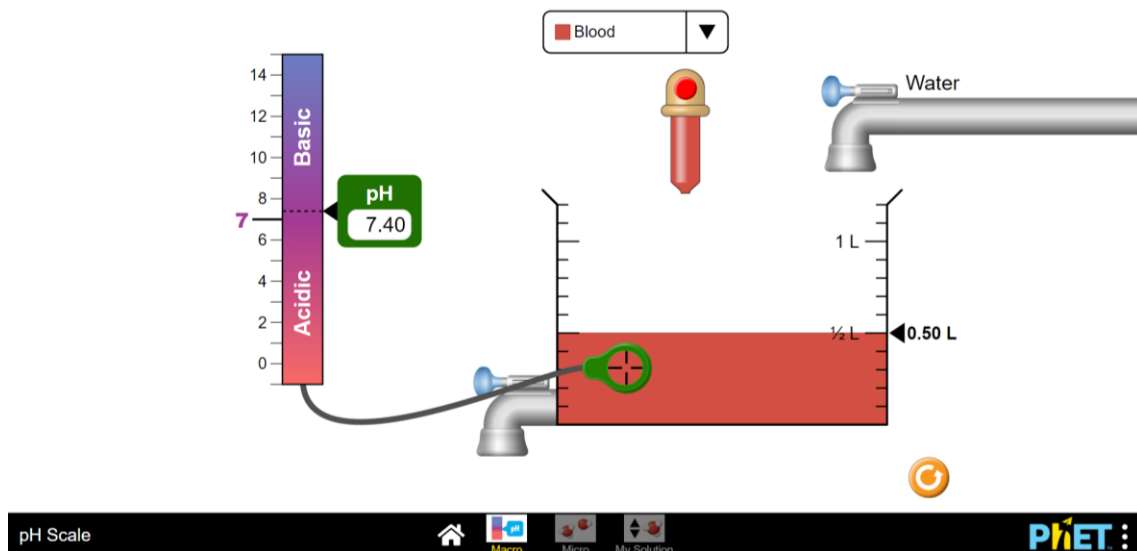 Blood
Water
14
12
10
8
7
6
4
2
0
Basic
Acidic
pH
7.40
1 L
½ L
0.50 L
pH Scale
Macro
Micro
My Solution
PhET